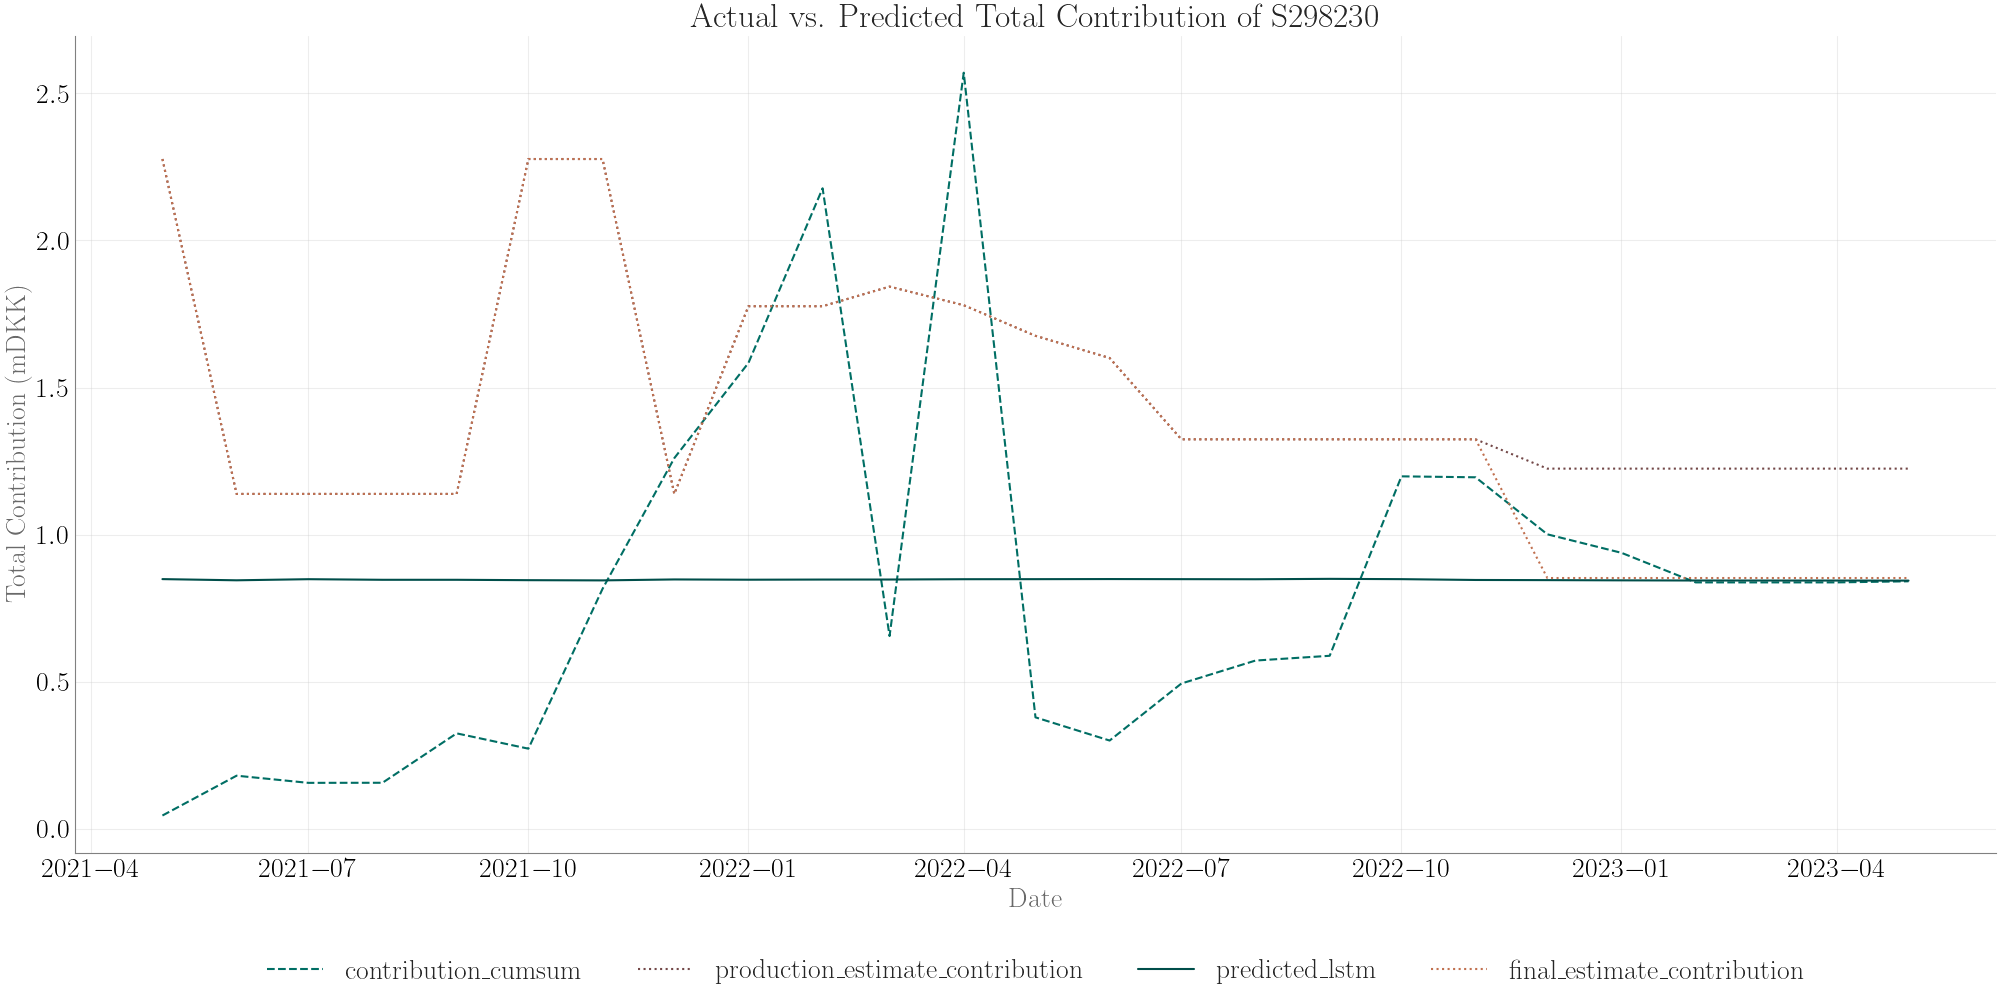 Actual vs. Predicted Total Contribution of S298230
Total Contribution (mDKK)
2.5
2.0
1.5
1.0
0.5
0.0
2021−04 2021−07 2021−10 2022−01 2022−04 2022−07 2022−10 2023−01 2023−04
Date
contribution_cumsum production_estimate_contribution predicted_lstm final_estimate_contribution